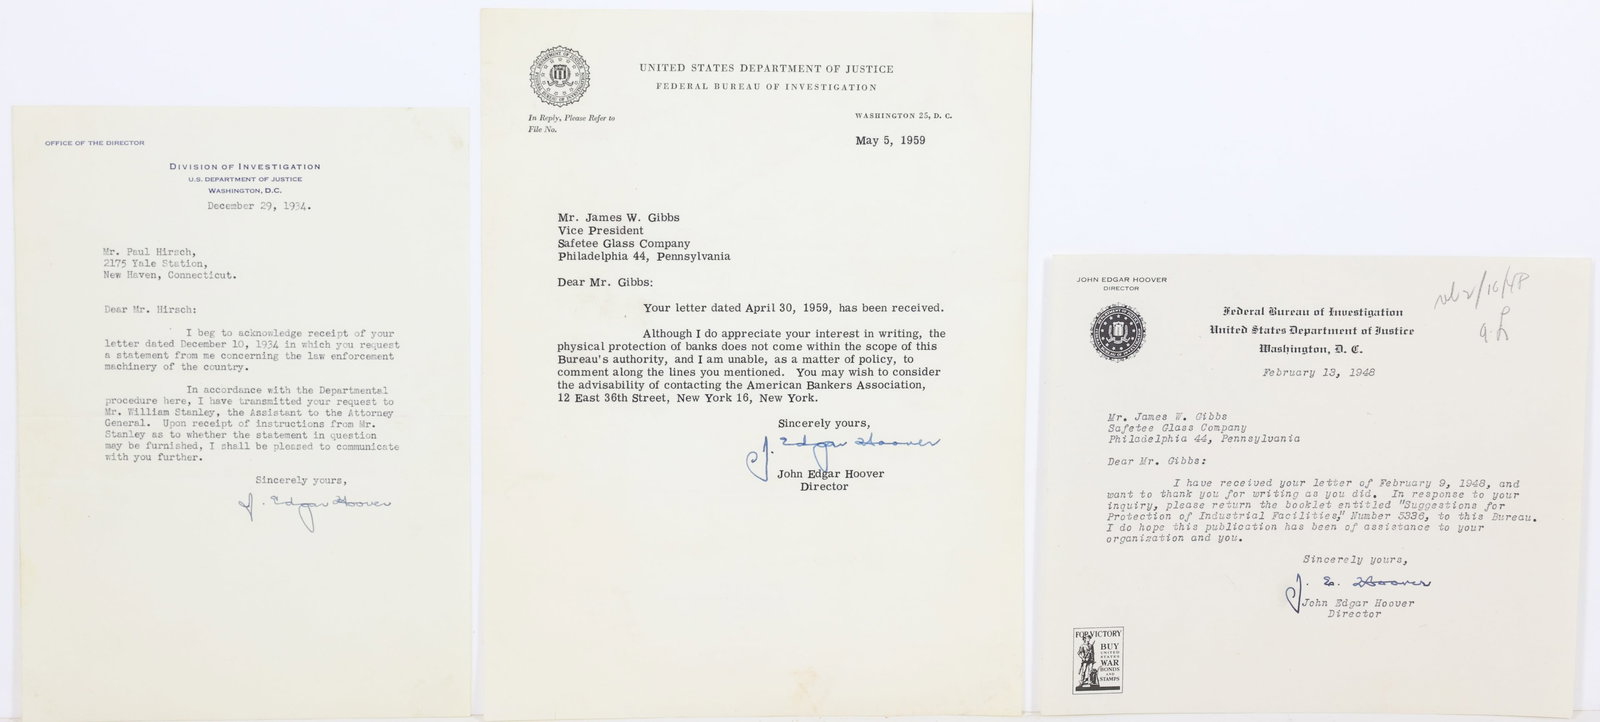 OFFICE OF THE DIRECTOR
DIVISION OF INVESTIGATION
U.S. DEPARTMENT OF JUSTICE
WASHINGTON, D.C.
December 29, 1934.
Mr. Paul Hirsch,
2175 Yale Station,
New Haven, Connecticut.
Dear Mr. Hirsch:
I beg to acknowledge receipt of your
letter dated December 10, 1934 in which you request
a statement from me concerning the law enforcement
machinery of the country.
In accordance with the Departmental
procedure here, I have transmitted your request to
Mr. William Stanley, the Assistant to the Attorney
General. Upon receipt of instructions from Mr.
Stanley as to whether the statement in question
may be furnished, I shall be pleased to communicate
with you further.
Sincerely yours,
J. Edgar Hoover
UNITED STATES DEPARTMENT OF JUSTICE
FEDERAL BUREAU OF INVESTIGATION
In Reply, Please Refer to
File No.
WASHINGTON 25, D. C.
May 5, 1959
Mr. James W. Gibbs
Vice President
Safetee Glass Company
Philadelphia 44, Pennsylvania
Dear Mr. Gibbs:
Your letter dated April 30, 1959, has been received.
Although I do appreciate your interest in writing, the
physical protection of banks does not come within the scope of this
Bureau's authority, and I am unable, as a matter of policy, to
comment along the lines you mentioned. You may wish to consider
the advisability of contacting the American Bankers Association,
12 East 36th Street, New York 16, New York.
Sincerely yours,
J. Edgar Hoover
John Edgar Hoover
Director
JOHN EDGAR HOOVER
DIRECTOR
Federal Bureau of Investigation
United States Department of Justice
Washington, D. C.
2/16/48
February 13, 1948
Mr. James W. Gibbs
Safetee Glass Company
Philadelphia 44, Pennsylvania
Dear Mr. Gibbs:
I have received your letter of February 9, 1948, and
want to thank you for writing as you did. In response to your
inquiry, please return the booklet entitled "Suggestions for
Protection of Industrial Facilities," Number 5336, to this Bureau.
I do hope this publication has been of assistance to your
organization and you.
Sincerely yours,
J. E. Hoover
John Edgar Hoover
Director
FOR VICTORY
BUY
UNITED
STATES
WAR
BONDS
AND
STAMPS